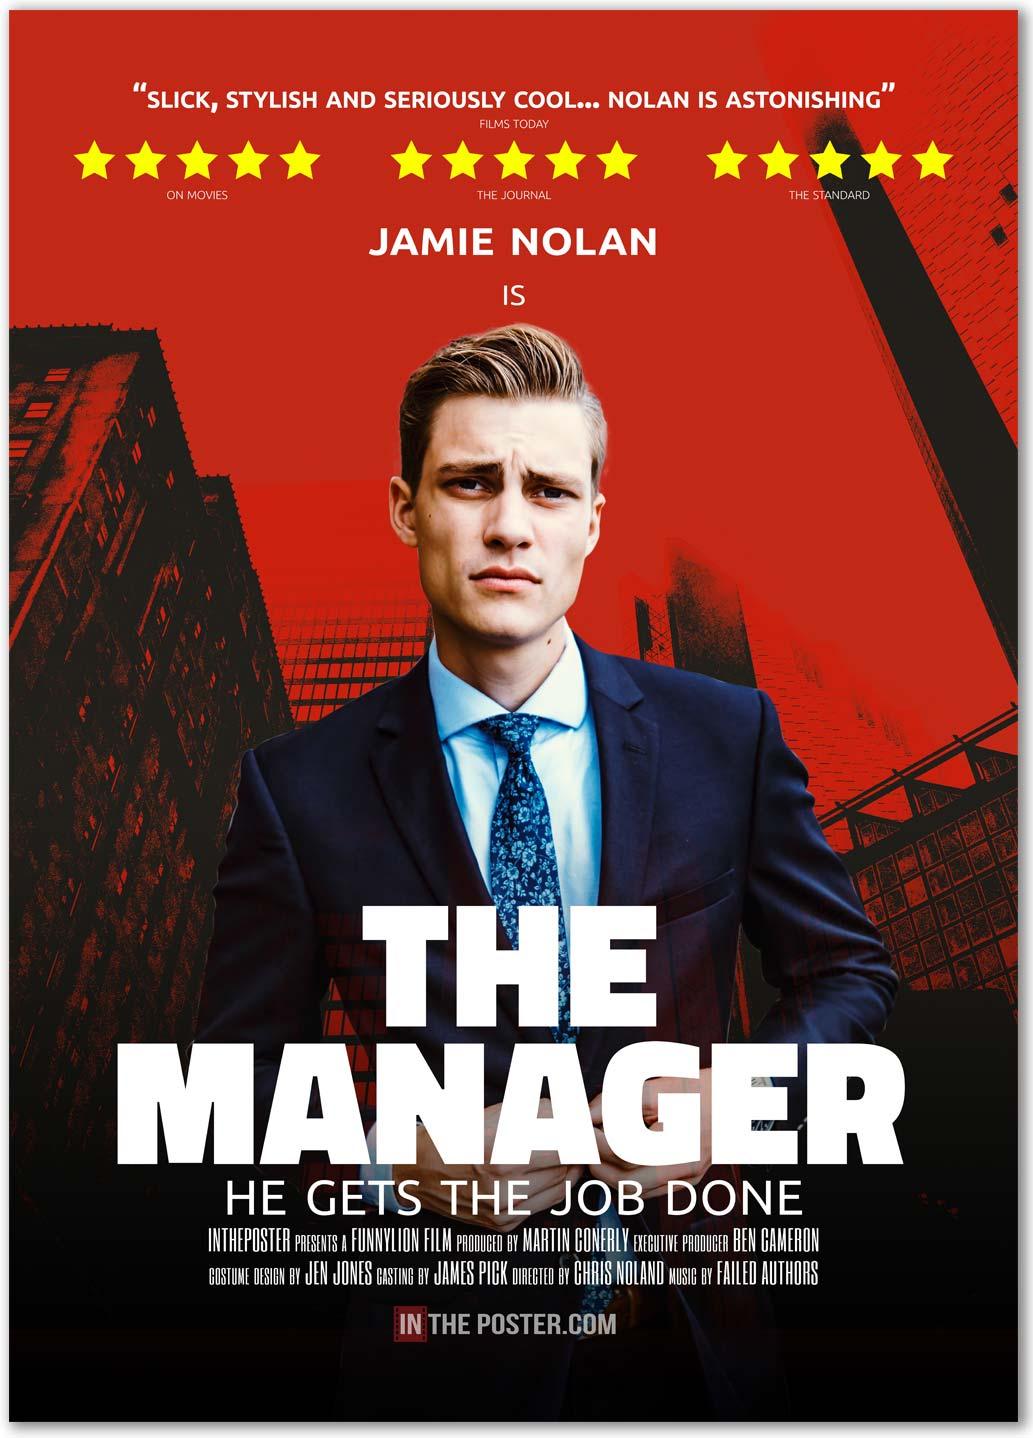 “SLICK, STYLISH AND SERIOUSLY COOL... NOLAN IS ASTONISHING”
FILMS TODAY
ON MOVIES
THE JOURNAL
THE STANDARD
JAMIE NOLAN
IS
THE
MANAGER
HE GETS THE JOB DONE
INTHEPOSTER PRESENTS A FUNNYLION FILM PRODUCED BY MARTIN CONERLY EXECUTIVE PRODUCER BEN CAMERON
COSTUME DESIGN BY JEN JONES CASTING BY JAMES PICK DIRECTED BY CHRIS NOLAND MUSIC BY FAILED AUTHORS
IN THE POSTER.COM